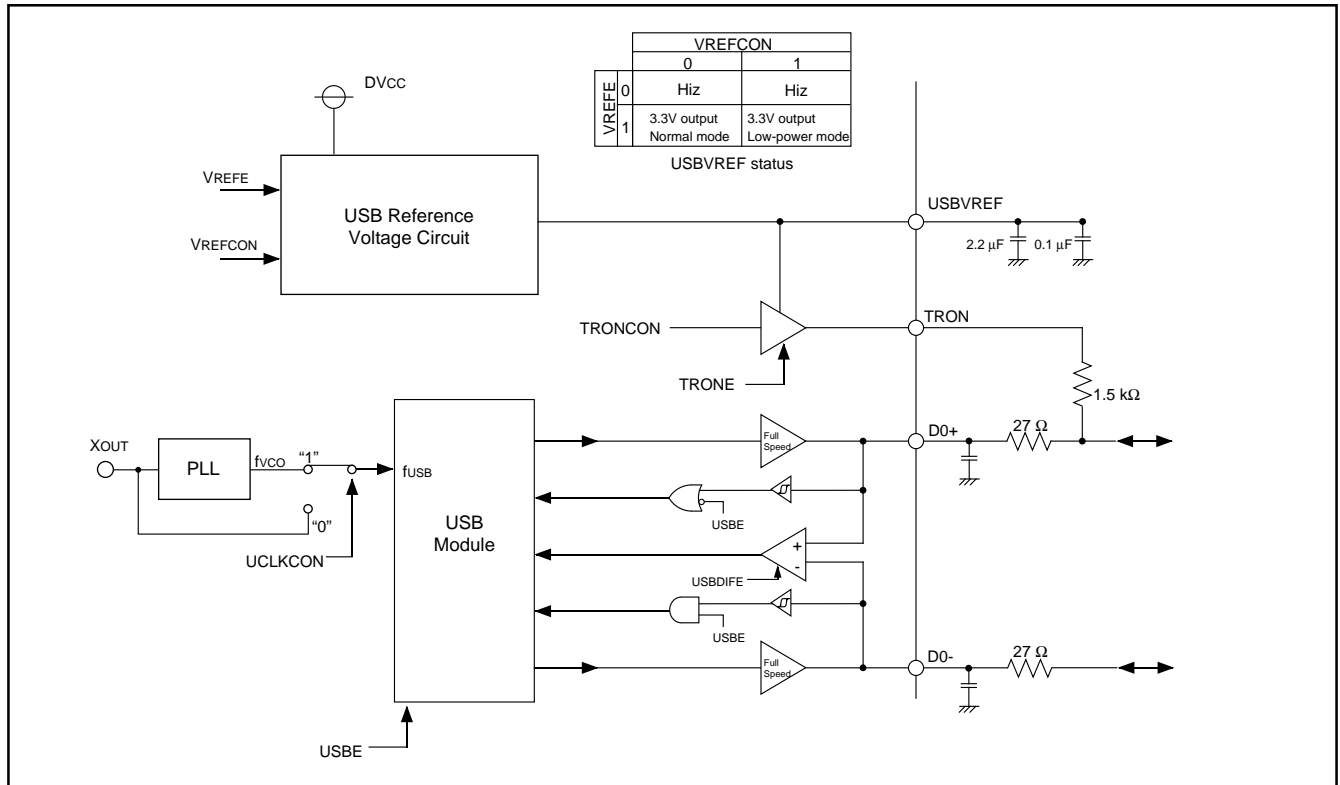 VREFCON
0 1
VREFE
0 Hiz Hiz
1 3.3V output 3.3V output
Normal mode Low-power mode
USBVREF status
DVCC
VREFE
VREFCON
USB Reference
Voltage Circuit
USBVREF
2.2 μF 0.1 μF
TRONCON
TRON
TRONE
1.5 kΩ
XOUT
PLL
fVCO
"1"
"0"
UCLKCON
fUSB
USB
Module
USBE
Full
Speed
D0+
27 Ω
USBE
+
-
USBDIFE
USBE
Full
Speed
D0-
27 Ω